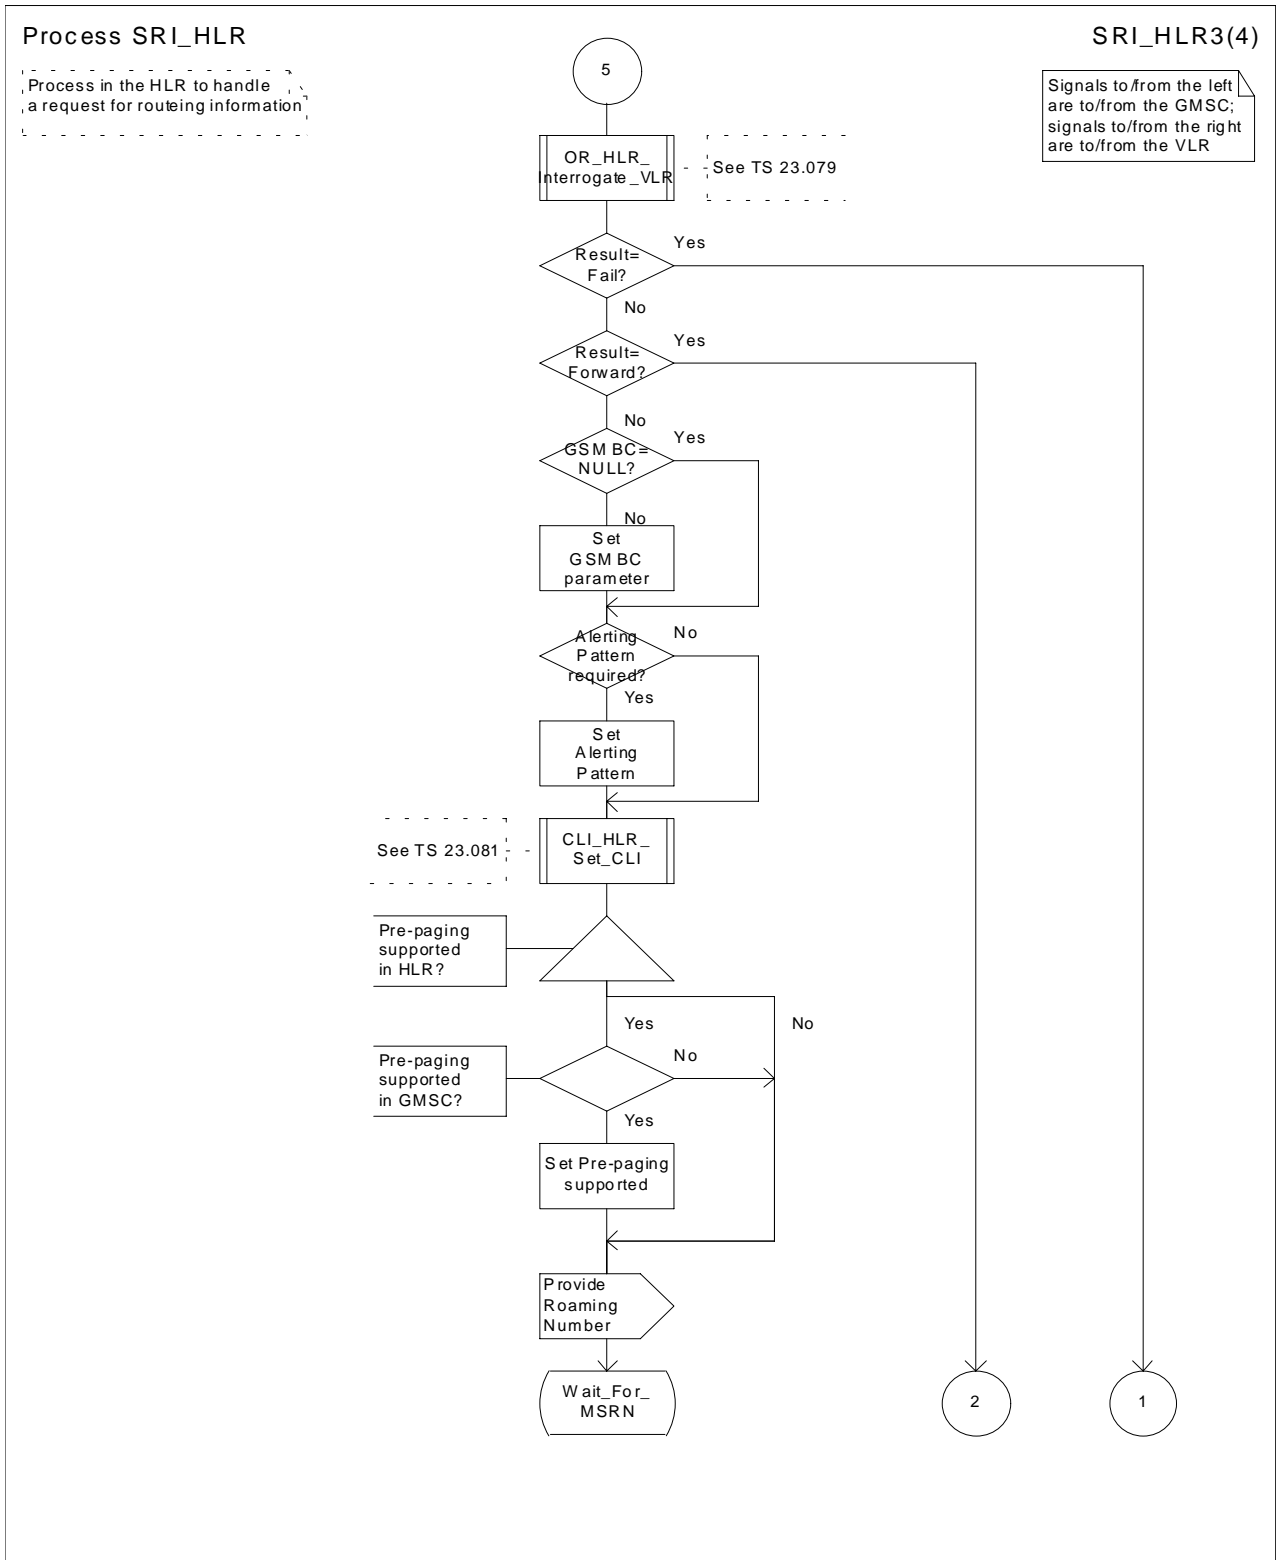 Process SRI_HLR
SRI_HLR3(4)
Process in the HLR to handle
a request for routeing information
Signals to/from the left
are to/from the GMSC;
signals to/from the right
are to/from the VLR
5
OR_HLR_
Interrogate_VLR
See TS 23.079
Result=
Fail?
Yes
No
Result=
Forward?
Yes
No
GSM BC=
NULL?
Yes
No
Set
GSM BC
parameter
Alerting
Pattern
required?
No
Yes
Set
Alerting
Pattern
See TS 23.081
CLI_HLR_
Set_CLI
Pre-paging
supported
in HLR?
Yes
No
Pre-paging
supported
in GMSC?
No
Yes
Set Pre-paging
supported
Provide
Roaming
Number
Wait_For_
MSRN
2
1